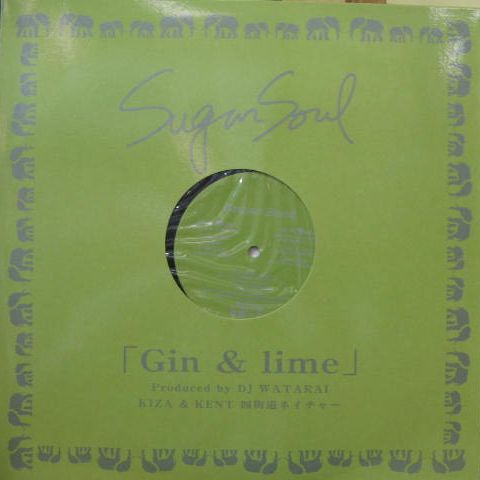 Sugar Soul
「Gin & lime」
Produced by DJ WATARAI
KIZA & KENT 四街道ネイチャー